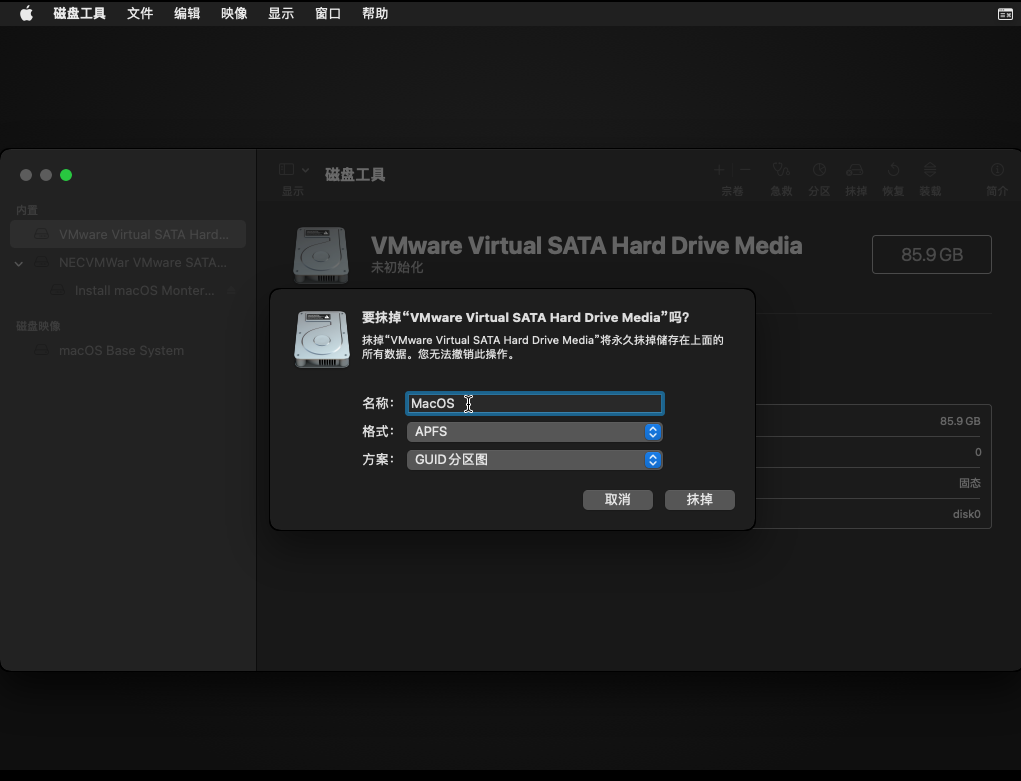 磁盘工具 文件 编辑 映像 显示 窗口 帮助
磁盘工具
显示
宗卷 急救 分区 抹掉 恢复 装载 简介
内置
VMware Virtual SATA Hard...
NECVMWar VMware SATA...
Install macOS Monter...
磁盘映像
macOS Base System
VMware Virtual SATA Hard Drive Media
未初始化
85.9 GB
要抹掉“VMware Virtual SATA Hard Drive Media”吗?
抹掉“VMware Virtual SATA Hard Drive Media”将永久抹掉储存在上面的
所有数据。您无法撤销此操作。
名称: MacOS
格式: APFS
方案: GUID分区图
取消 抹掉
85.9 GB
0
固态
disk0